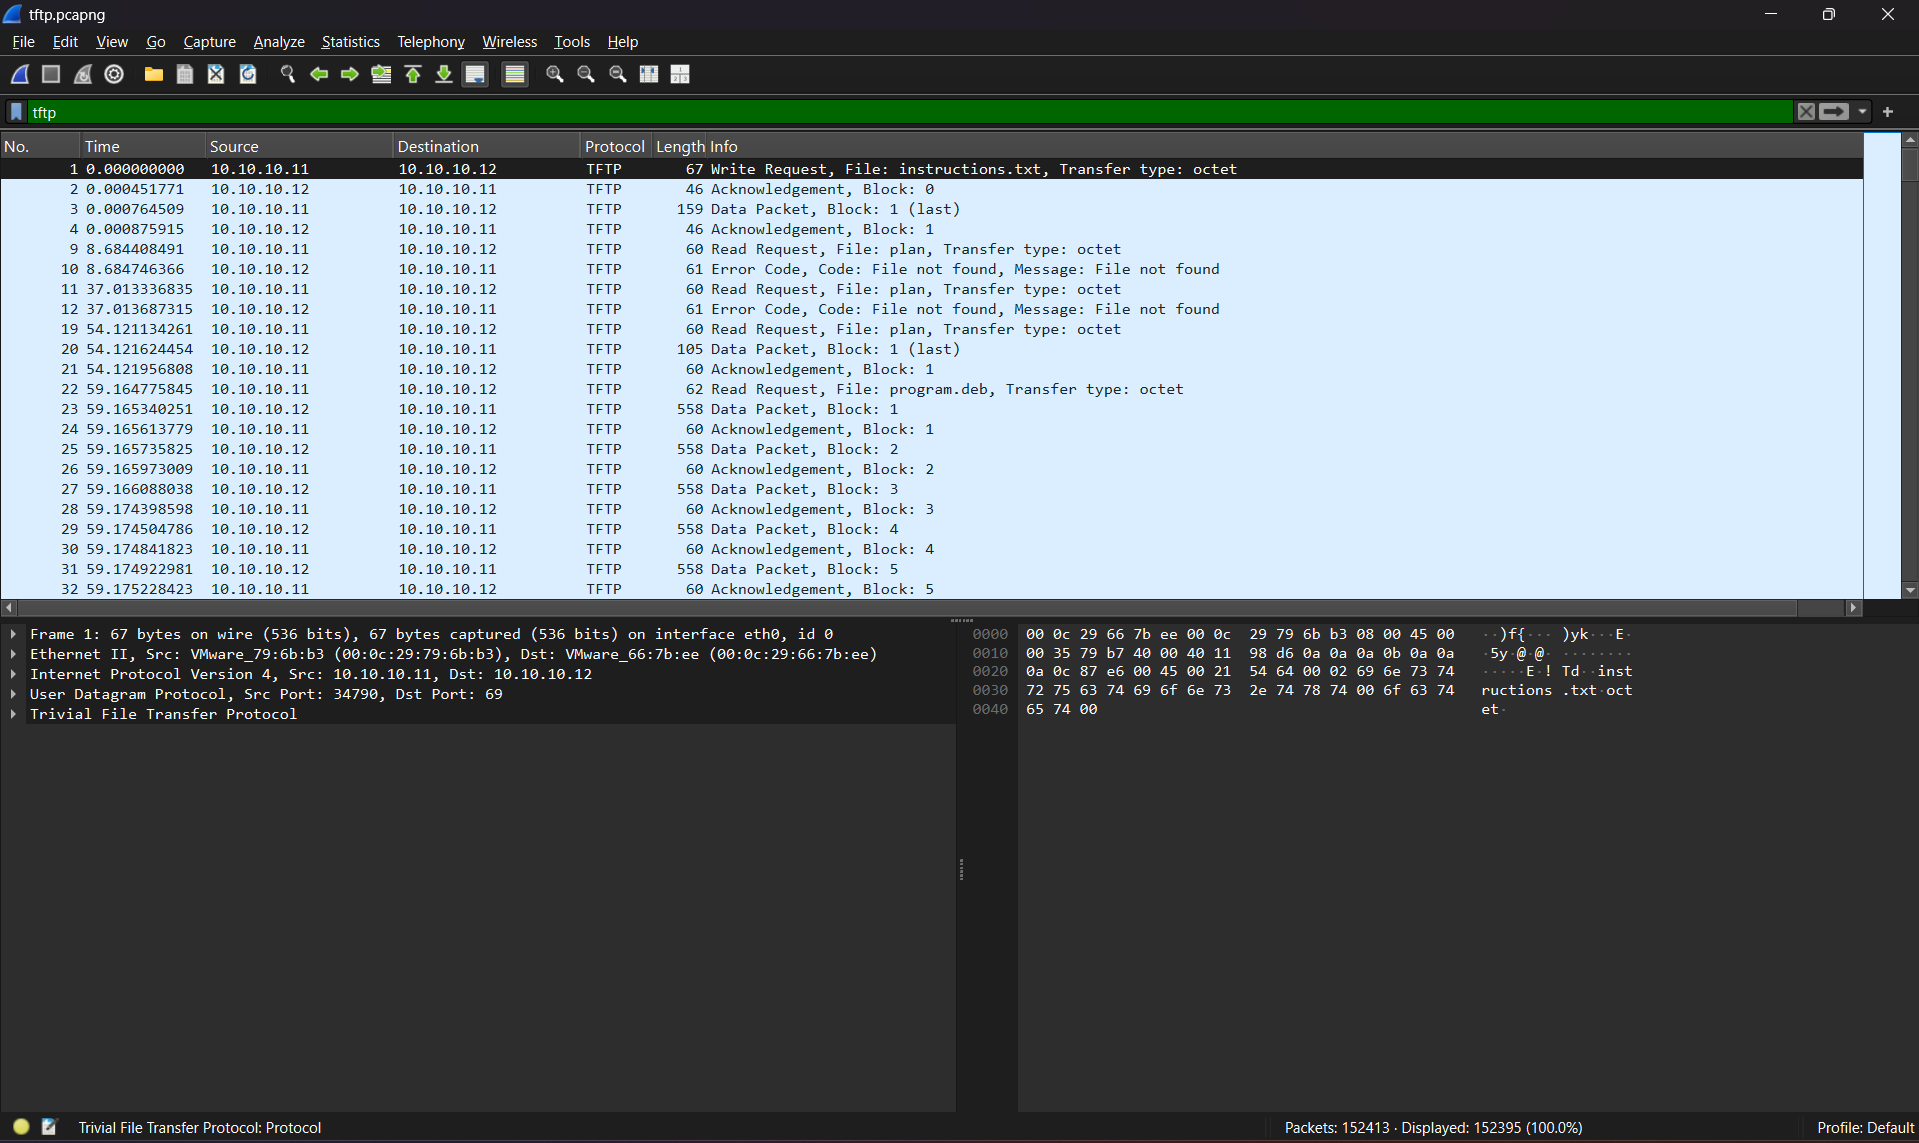 tftp.pcapng
File Edit View Go Capture Analyze Statistics Telephony Wireless Tools Help
tftp
No. Time Source Destination Protocol Length Info
1 0.000000000 10.10.10.11 10.10.10.12 TFTP 67 Write Request, File: instructions.txt, Transfer type: octet
2 0.000451771 10.10.10.12 10.10.10.11 TFTP 46 Acknowledgement, Block: 0
3 0.000764509 10.10.10.11 10.10.10.12 TFTP 159 Data Packet, Block: 1 (last)
4 0.000875915 10.10.10.12 10.10.10.11 TFTP 46 Acknowledgement, Block: 1
9 8.684408491 10.10.10.11 10.10.10.12 TFTP 60 Read Request, File: plan, Transfer type: octet
10 8.684746366 10.10.10.12 10.10.10.11 TFTP 61 Error Code, Code: File not found, Message: File not found
11 37.013336835 10.10.10.11 10.10.10.12 TFTP 60 Read Request, File: plan, Transfer type: octet
12 37.013687315 10.10.10.12 10.10.10.11 TFTP 61 Error Code, Code: File not found, Message: File not found
19 54.121134261 10.10.10.11 10.10.10.12 TFTP 60 Read Request, File: plan, Transfer type: octet
20 54.121624454 10.10.10.12 10.10.10.11 TFTP 105 Data Packet, Block: 1 (last)
21 54.121956808 10.10.10.11 10.10.10.12 TFTP 60 Acknowledgement, Block: 1
22 59.164775845 10.10.10.11 10.10.10.12 TFTP 62 Read Request, File: program.deb, Transfer type: octet
23 59.165340251 10.10.10.12 10.10.10.11 TFTP 558 Data Packet, Block: 1
24 59.165613779 10.10.10.11 10.10.10.12 TFTP 60 Acknowledgement, Block: 1
25 59.165735825 10.10.10.12 10.10.10.11 TFTP 558 Data Packet, Block: 2
26 59.165973009 10.10.10.11 10.10.10.12 TFTP 60 Acknowledgement, Block: 2
27 59.166088038 10.10.10.12 10.10.10.11 TFTP 558 Data Packet, Block: 3
28 59.174398598 10.10.10.11 10.10.10.12 TFTP 60 Acknowledgement, Block: 3
29 59.174504786 10.10.10.12 10.10.10.11 TFTP 558 Data Packet, Block: 4
30 59.174841823 10.10.10.11 10.10.10.12 TFTP 60 Acknowledgement, Block: 4
31 59.174922981 10.10.10.12 10.10.10.11 TFTP 558 Data Packet, Block: 5
32 59.175228423 10.10.10.11 10.10.10.12 TFTP 60 Acknowledgement, Block: 5
Frame 1: 67 bytes on wire (536 bits), 67 bytes captured (536 bits) on interface eth0, id 0
Ethernet II, Src: VMware_79:6b:b3 (00:0c:29:79:6b:b3), Dst: VMware_66:7b:ee (00:0c:29:66:7b:ee)
Internet Protocol Version 4, Src: 10.10.10.11, Dst: 10.10.10.12
User Datagram Protocol, Src Port: 34790, Dst Port: 69
Trivial File Transfer Protocol
0000 00 0c 29 66 7b ee 00 0c 29 79 6b b3 08 00 45 00 ··)f{··· )yk···E·
0010 00 35 79 b7 40 00 40 11 98 d6 0a 0a 0a 0b 0a 0a ·5y·@·@· ········
0020 0a 0c 87 e6 00 45 00 21 54 64 00 02 69 6e 73 74 ·····E·! Td··inst
0030 72 75 63 74 69 6f 6e 73 2e 74 78 74 00 6f 63 74 ructions .txt·oct
0040 65 74 00 et·
Trivial File Transfer Protocol: Protocol
Packets: 152413 · Displayed: 152395 (100.0%)
Profile: Default